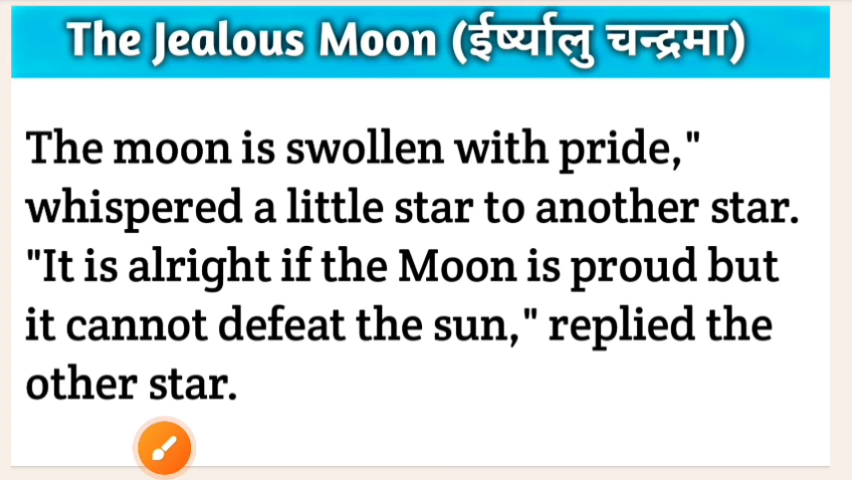 The Jealous Moon (ईर्ष्यालु चन्द्रमा)
The moon is swollen with pride,"
whispered a little star to another star.
"It is alright if the Moon is proud but
it cannot defeat the sun," replied the
other star.